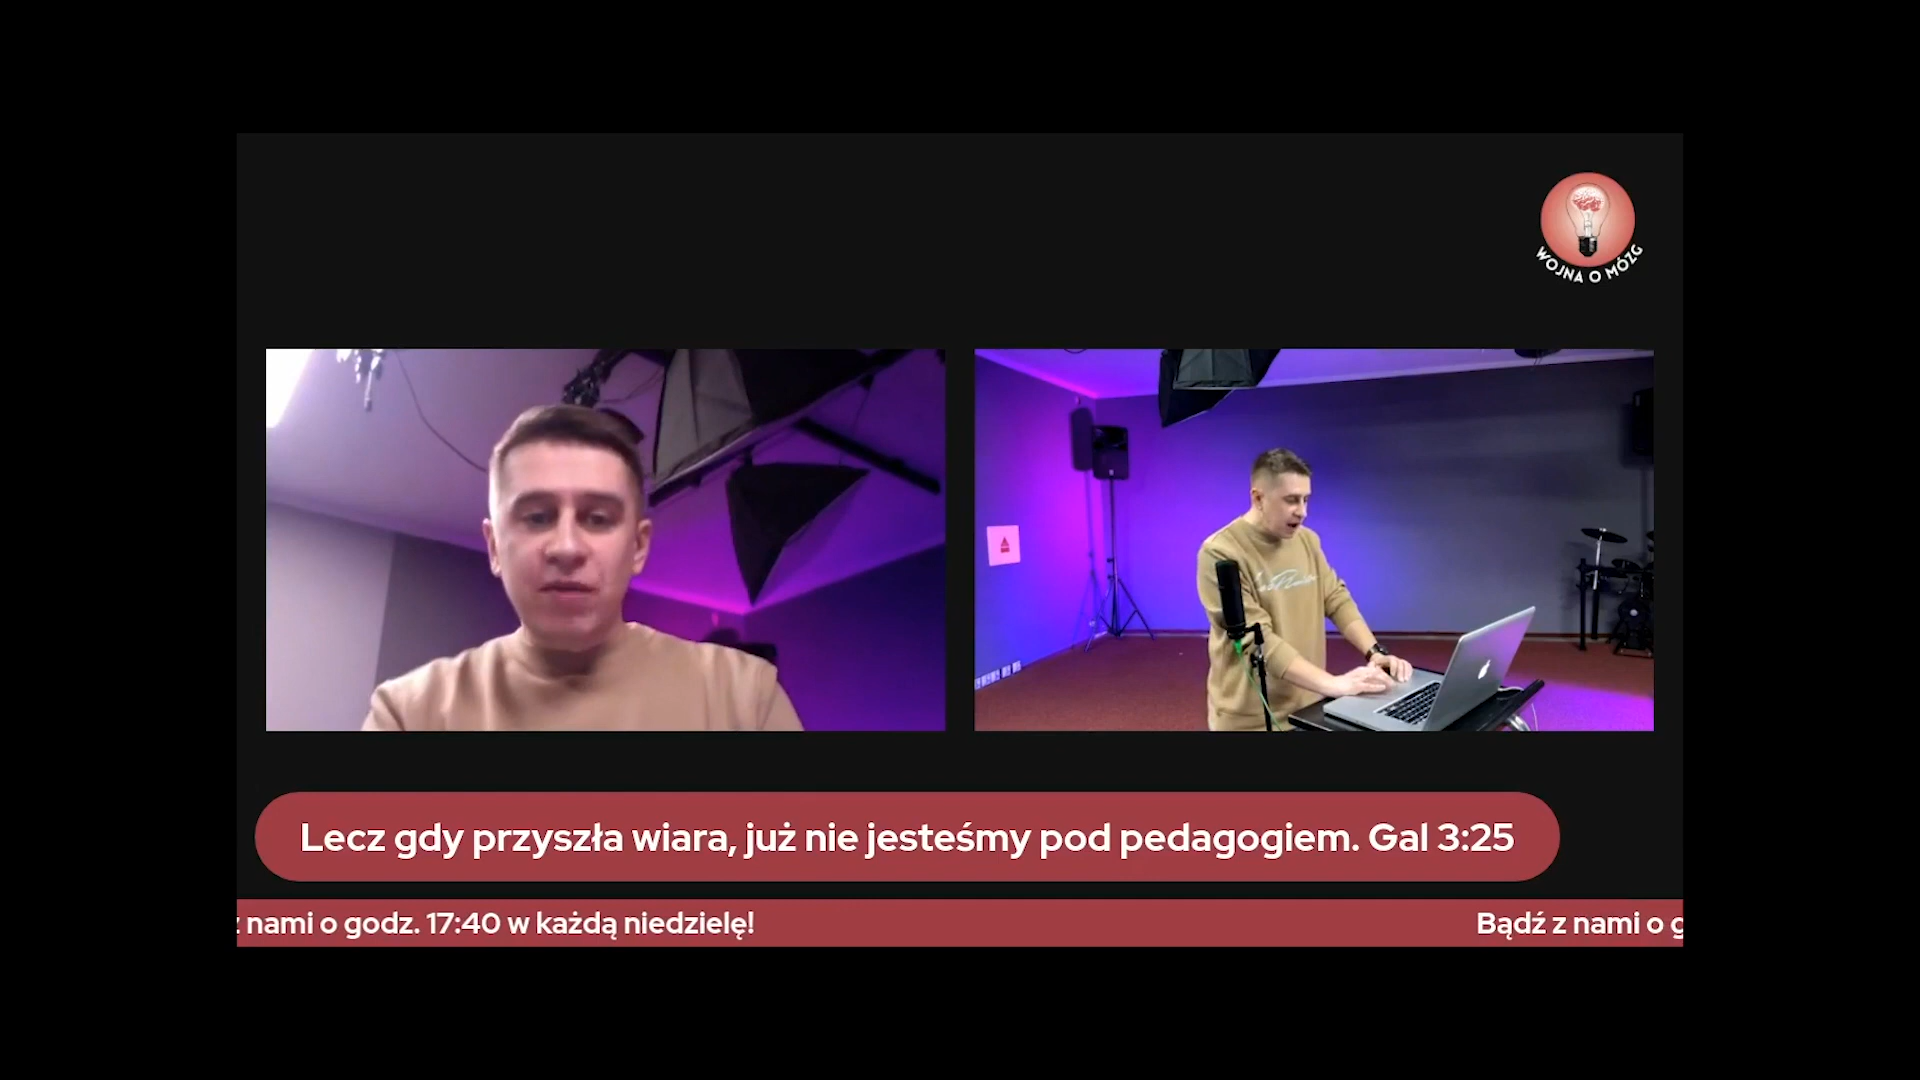 WOJNA O MÓZG
Lecz gdy przyszła wiara, już nie jesteśmy pod pedagogiem. Gal 3:25
z nami o godz. 17:40 w każdą niedzielę!
Bądź z nami o g